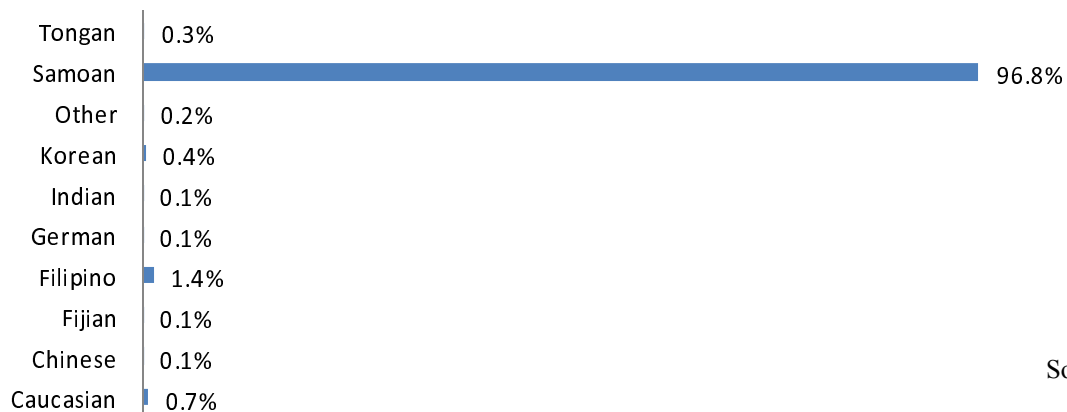 Tongan 0.3%
Samoan 96.8%
Other 0.2%
Korean 0.4%
Indian 0.1%
German 0.1%
Filipino 1.4%
Fijian 0.1%
Chinese 0.1%
Caucasian 0.7%